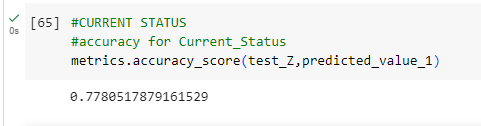 [65] #CURRENT STATUS
0s
#accuracy for Current_Status
metrics.accuracy_score(test_Z,predicted_value_1)
0.7780517879161529